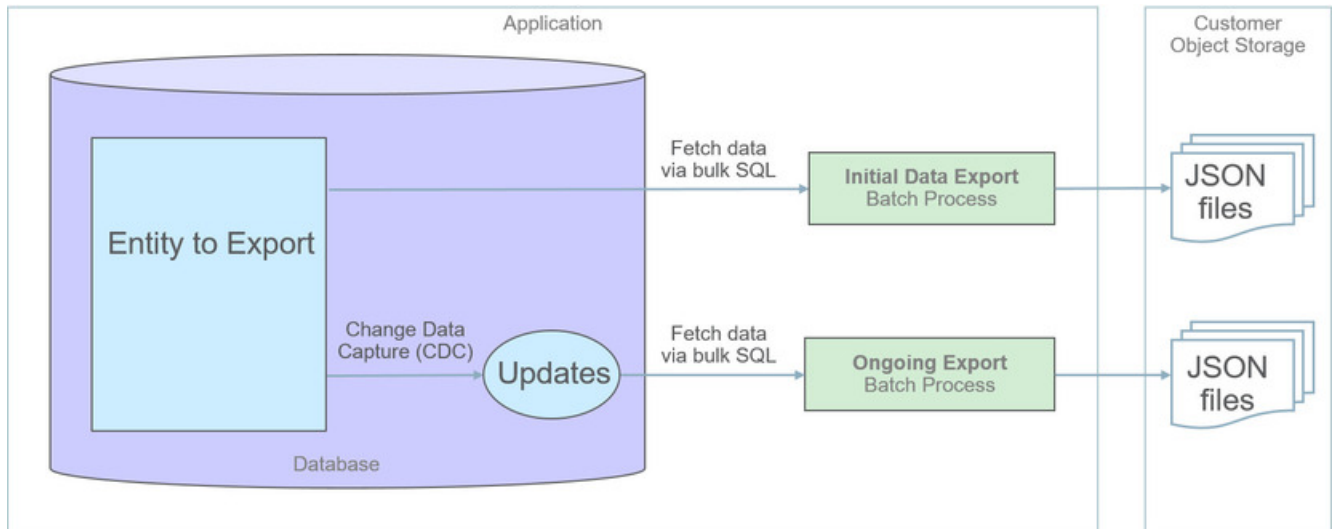 Application
Customer
Object Storage
Fetch data
via bulk SQL
Initial Data Export
Batch Process
JSON
files
Entity to Export
Change Data
Capture (CDC)
Updates
Fetch data
via bulk SQL
Ongoing Export
Batch Process
JSON
files
Database